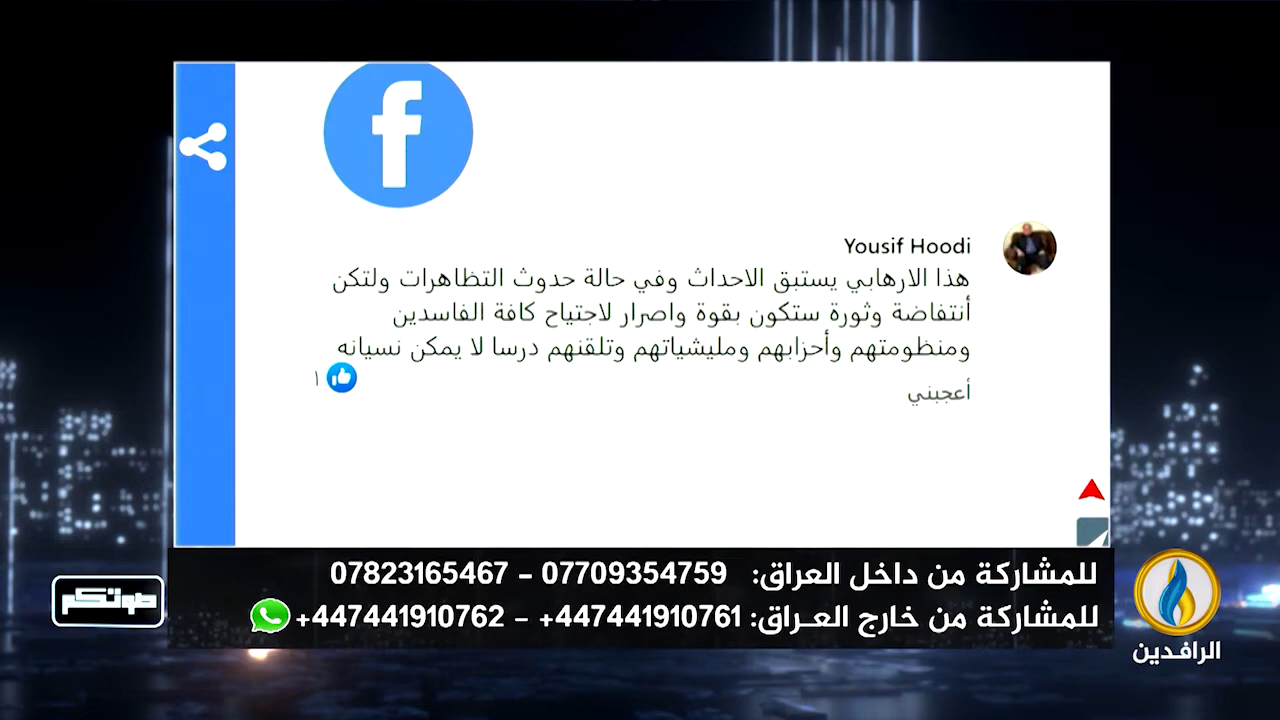 Yousif Hoodi
هذا الارهابي يستبق الاحداث وفي حالة حدوث التظاهرات ولتكن
أنتفاضة وثورة ستكون بقوة واصرار لاجتياح كافة الفاسدين
ومنظومتهم وأحزابهم ومليشياتهم وتلقنهم درسا لا يمكن نسيانه
١
أعجبني
للمشاركة من داخل العراق: 07709354759 - 07823165467
للمشاركة من خارج العـراق: 447441910761+ - 447441910762+
صوتكم
الرافدين